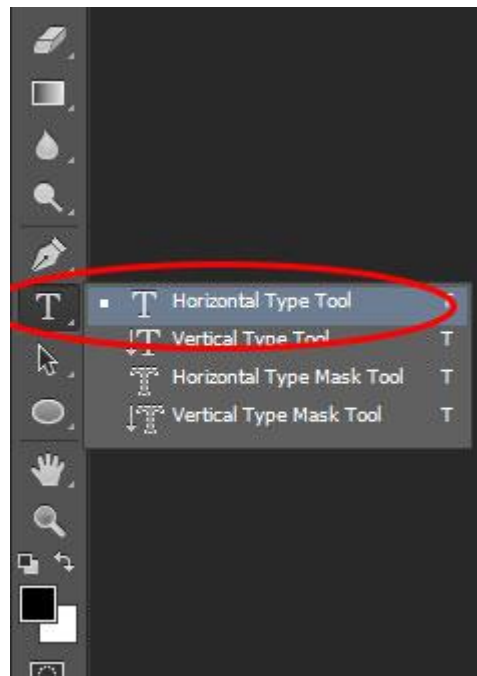 Horizontal Type Tool T
Vertical Type Tool T
Horizontal Type Mask Tool T
Vertical Type Mask Tool T